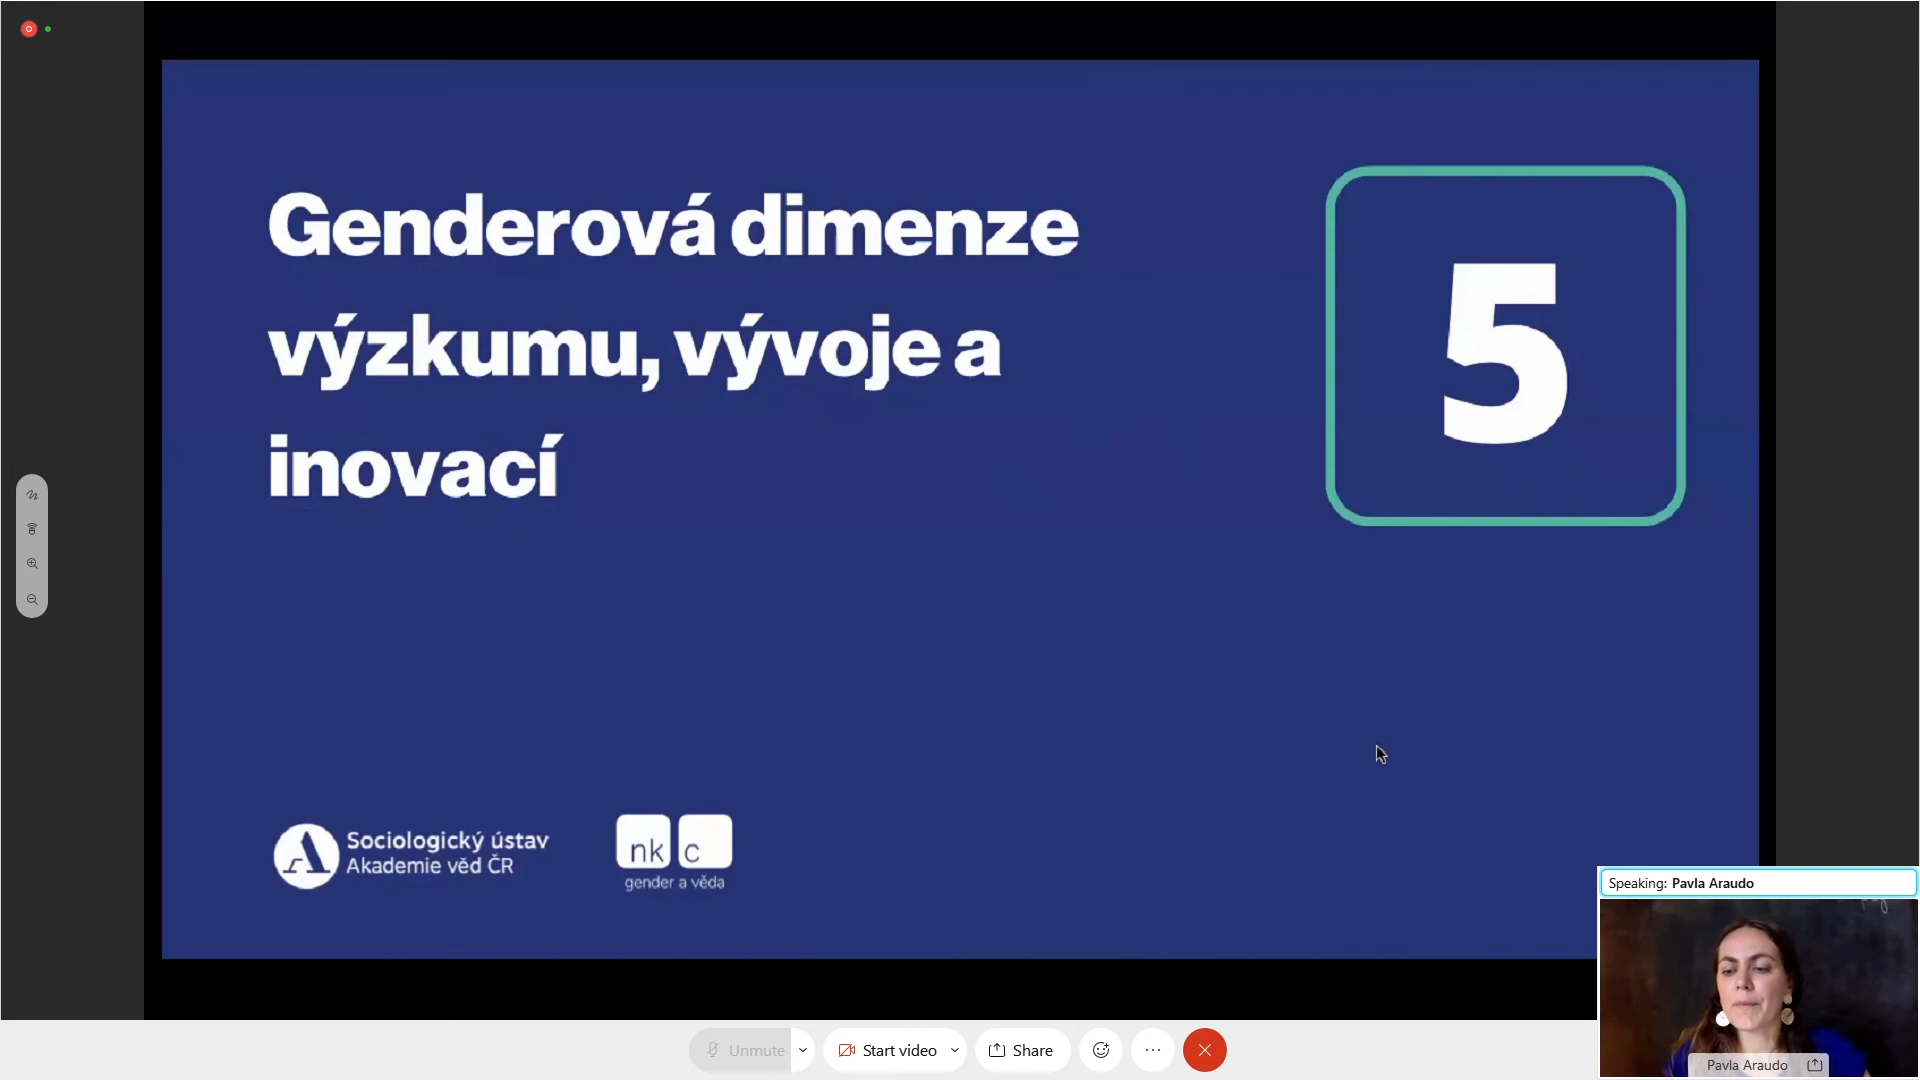 Genderová dimenze
výzkumu, vývoje a
inovací
5
Sociologický ústav
Akademie věd ČR
nk c
gender a věda
Speaking: Pavla Araudo
Pavla Araudo
Unmute
Start video
Share